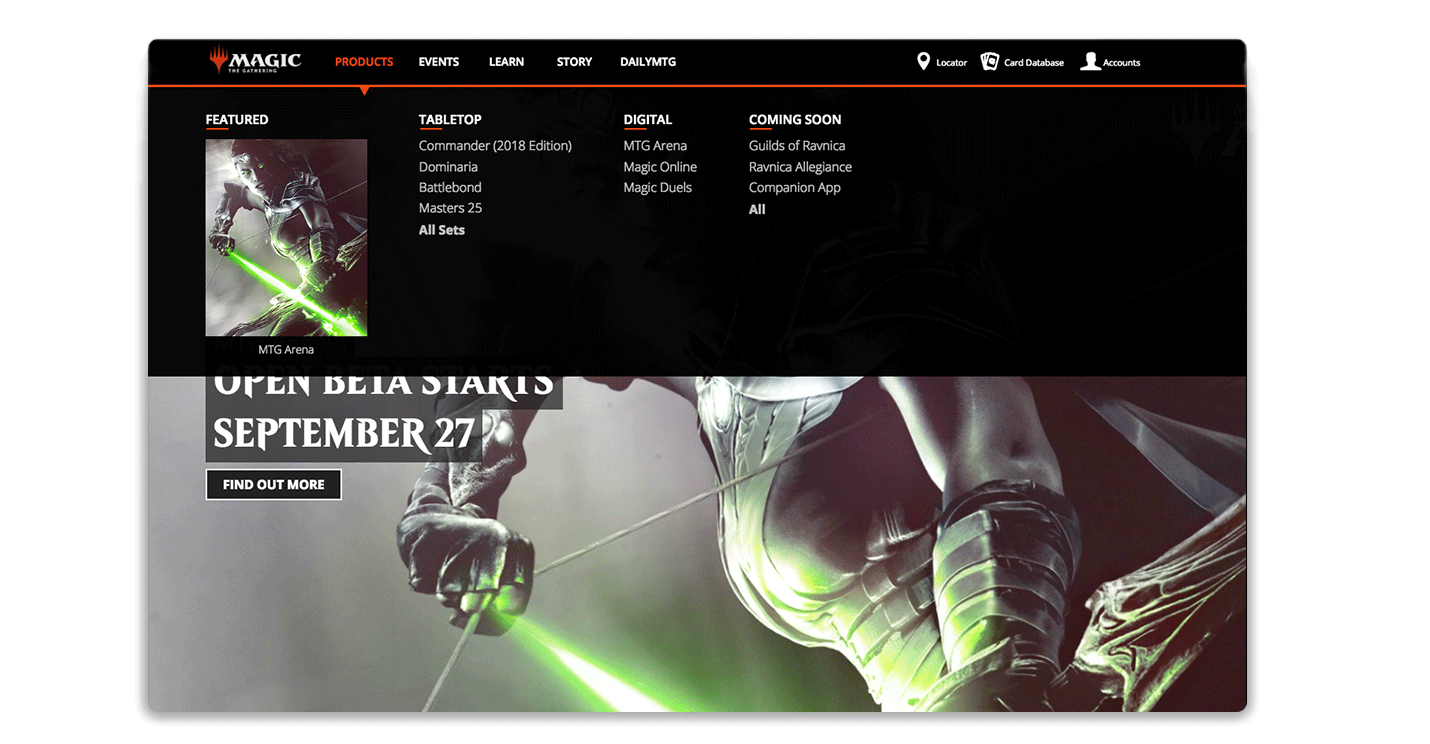 MAGIC
THE GATHERING
PRODUCTS
EVENTS
LEARN
STORY
DAILYMTG
Locator
Card Database
Accounts
FEATURED
MTG Arena
TABLETOP
Commander (2018 Edition)
Dominaria
Battlebond
Masters 25
All Sets
DIGITAL
MTG Arena
Magic Online
Magic Duels
COMING SOON
Guilds of Ravnica
Ravnica Allegiance
Companion App
All
OPEN BETA STARTS
SEPTEMBER 27
FIND OUT MORE